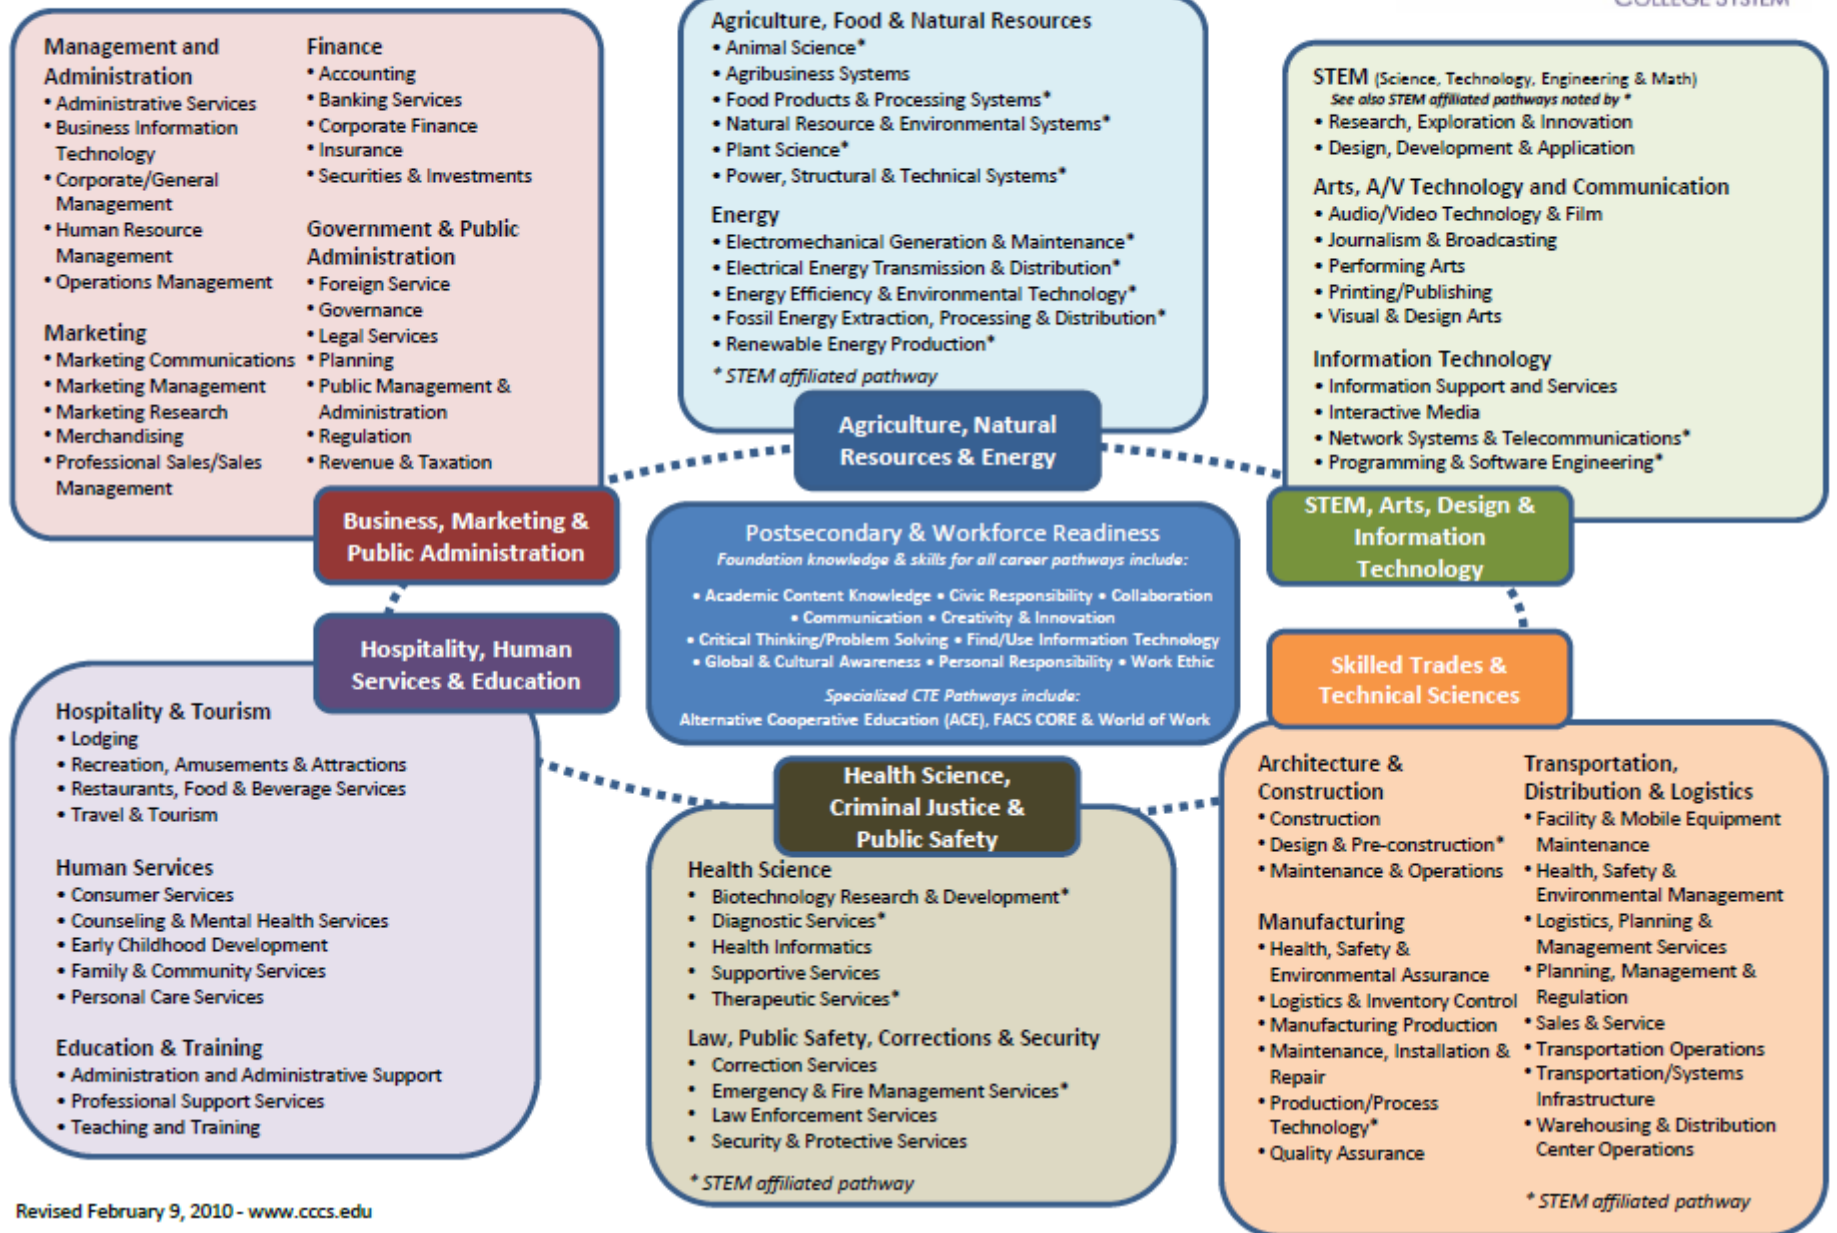 COLLEGE SYSTEM
Management and
Administration
• Administrative Services
• Business Information
Technology
• Corporate/General
Management
• Human Resource
Management
• Operations Management
Marketing
• Marketing Communications
• Marketing Management
• Marketing Research
• Merchandising
• Professional Sales/Sales
Management
Finance
• Accounting
• Banking Services
• Corporate Finance
• Insurance
• Securities & Investments
Government & Public
Administration
• Foreign Service
• Governance
• Legal Services
• Planning
• Public Management &
Administration
• Regulation
• Revenue & Taxation
Business, Marketing &
Public Administration
Agriculture, Food & Natural Resources
• Animal Science*
• Agribusiness Systems
• Food Products & Processing Systems*
• Natural Resource & Environmental Systems*
• Plant Science*
• Power, Structural & Technical Systems*
Energy
• Electromechanical Generation & Maintenance*
• Electrical Energy Transmission & Distribution*
• Energy Efficiency & Environmental Technology*
• Fossil Energy Extraction, Processing & Distribution*
• Renewable Energy Production*
* STEM affiliated pathway
Agriculture, Natural
Resources & Energy
STEM (Science, Technology, Engineering & Math)
See also STEM affiliated pathways noted by *
• Research, Exploration & Innovation
• Design, Development & Application
Arts, A/V Technology and Communication
• Audio/Video Technology & Film
• Journalism & Broadcasting
• Performing Arts
• Printing/Publishing
• Visual & Design Arts
Information Technology
• Information Support and Services
• Interactive Media
• Network Systems & Telecommunications*
• Programming & Software Engineering*
STEM, Arts, Design &
Information
Technology
Postsecondary & Workforce Readiness
Foundation knowledge & skills for all career pathways include:
• Academic Content Knowledge • Civic Responsibility • Collaboration
• Communication • Creativity & Innovation
• Critical Thinking/Problem Solving • Find/Use Information Technology
• Global & Cultural Awareness • Personal Responsibility • Work Ethic
Specialized CTE Pathways include:
Alternative Cooperative Education (ACE), FACS CORE & World of Work
Hospitality, Human
Services & Education
Hospitality & Tourism
• Lodging
• Recreation, Amusements & Attractions
• Restaurants, Food & Beverage Services
• Travel & Tourism
Human Services
• Consumer Services
• Counseling & Mental Health Services
• Early Childhood Development
• Family & Community Services
• Personal Care Services
Education & Training
• Administration and Administrative Support
• Professional Support Services
• Teaching and Training
Health Science,
Criminal Justice &
Public Safety
Health Science
• Biotechnology Research & Development*
• Diagnostic Services*
• Health Informatics
• Supportive Services
• Therapeutic Services*
Law, Public Safety, Corrections & Security
• Correction Services
• Emergency & Fire Management Services*
• Law Enforcement Services
• Security & Protective Services
* STEM affiliated pathway
Skilled Trades &
Technical Sciences
Architecture &
Construction
• Construction
• Design & Pre-construction*
• Maintenance & Operations
Manufacturing
• Health, Safety &
Environmental Assurance
• Logistics & Inventory Control
• Manufacturing Production
• Maintenance, Installation &
Repair
• Production/Process
Technology*
• Quality Assurance
Transportation,
Distribution & Logistics
• Facility & Mobile Equipment
Maintenance
• Health, Safety &
Environmental Management
• Logistics, Planning &
Management Services
• Planning, Management &
Regulation
• Sales & Service
• Transportation Operations
• Transportation/Systems
Infrastructure
• Warehousing & Distribution
Center Operations
* STEM affiliated pathway
Revised February 9, 2010 - www.cccs.edu